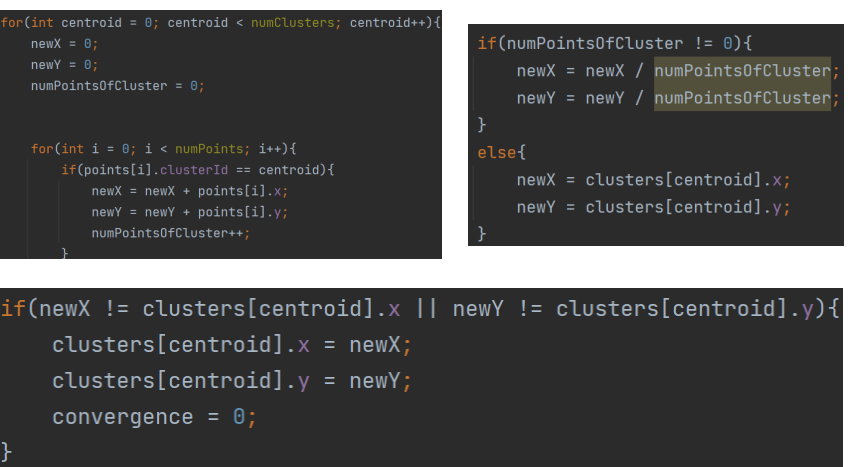 for(int centroid = 0; centroid < numClusters; centroid++){
newX = 0;
newY = 0;
numPointsOfCluster = 0;
for(int i = 0; i < numPoints; i++){
if(points[i].clusterId == centroid){
newX = newX + points[i].x;
newY = newY + points[i].y;
numPointsOfCluster++;
}
if(numPointsOfCluster != 0){
newX = newX / numPointsOfCluster;
newY = newY / numPointsOfCluster;
}
else{
newX = clusters[centroid].x;
newY = clusters[centroid].y;
}
if(newX != clusters[centroid].x || newY != clusters[centroid].y){
clusters[centroid].x = newX;
clusters[centroid].y = newY;
convergence = 0;
}